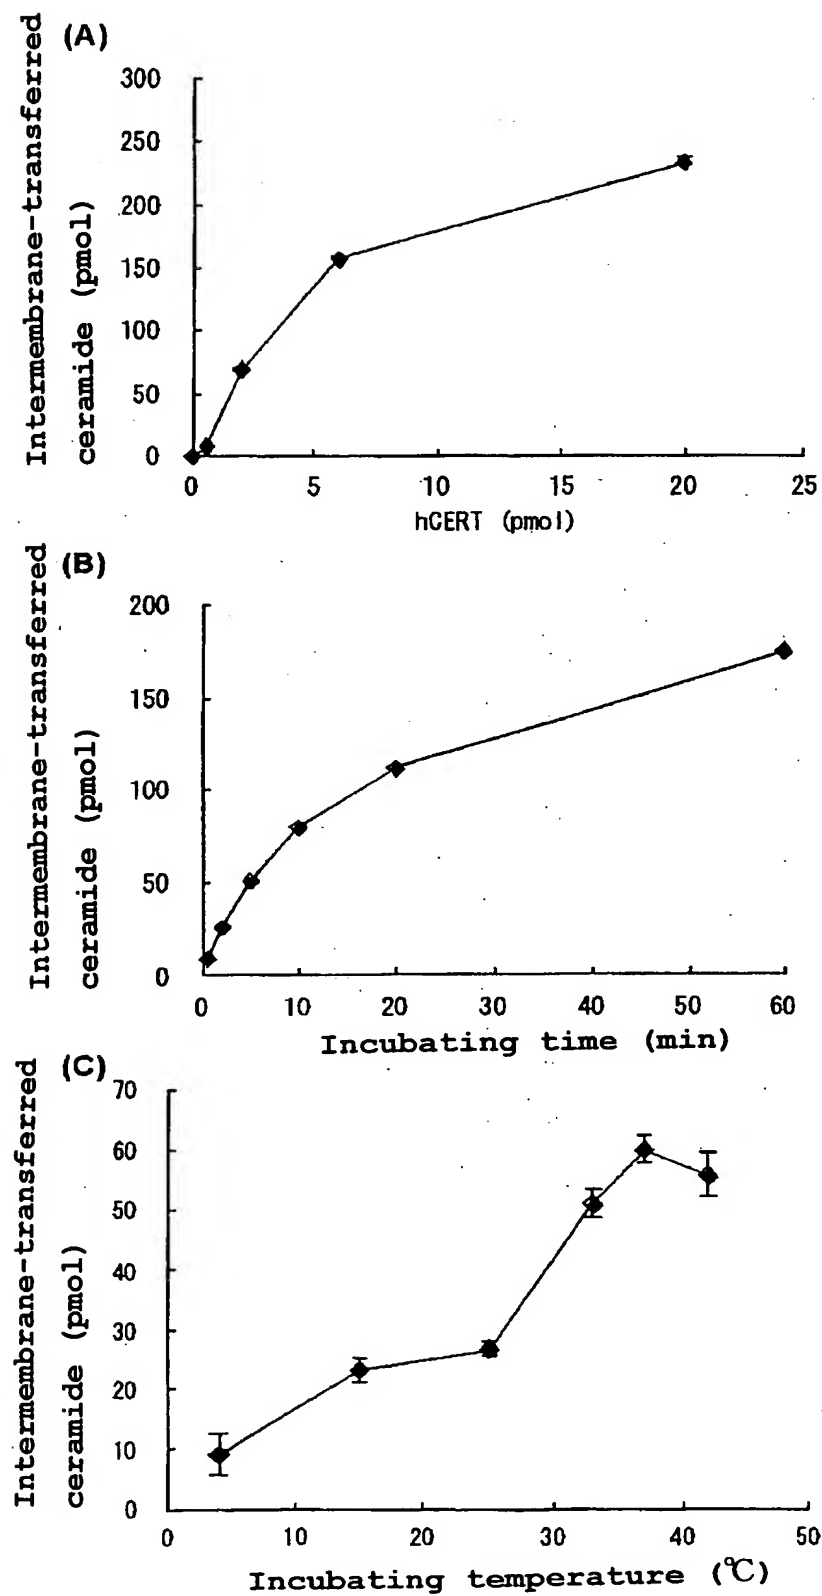 (A)
Intermembrane-transferred
ceramide (pmol)
300
250
200
150
100
50
0
0 5 10 15 20 25
hCERT (pmol)
(B)
Intermembrane-transferred
ceramide (pmol)
200
150
100
50
0
0 10 20 30 40 50 60
Incubating time (min)
(C)
Intermembrane-transferred
ceramide (pmol)
70
60
50
40
30
20
10
0
0 10 20 30 40 50
Incubating temperature (℃)